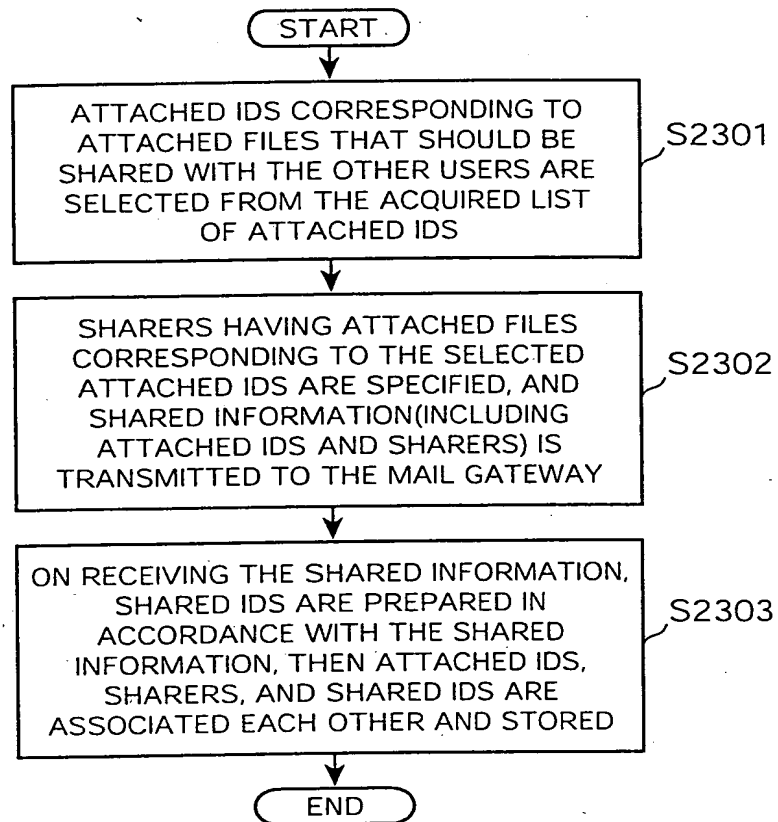 START
ATTACHED IDS CORRESPONDING TO
ATTACHED FILES THAT SHOULD BE
SHARED WITH THE OTHER USERS ARE
SELECTED FROM THE ACQUIRED LIST
OF ATTACHED IDS
S2301
SHARERS HAVING ATTACHED FILES
CORRESPONDING TO THE SELECTED
ATTACHED IDS ARE SPECIFIED, AND
SHARED INFORMATION(INCLUDING
ATTACHED IDS AND SHARERS) IS
TRANSMITTED TO THE MAIL GATEWAY
S2302
ON RECEIVING THE SHARED INFORMATION,
SHARED IDS ARE PREPARED IN
ACCORDANCE WITH THE SHARED
INFORMATION, THEN ATTACHED IDS,
SHARERS, AND SHARED IDS ARE
ASSOCIATED EACH OTHER AND STORED
S2303
END